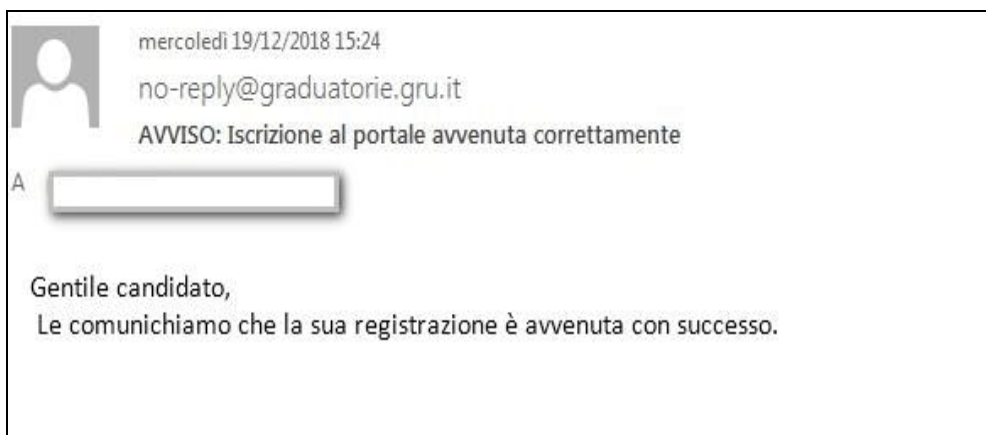 mercoledì 19/12/2018 15:24
no-reply@graduatorie.gru.it
AVVISO: Iscrizione al portale avvenuta correttamente
A
Gentile candidato,
Le comunichiamo che la sua registrazione è avvenuta con successo.